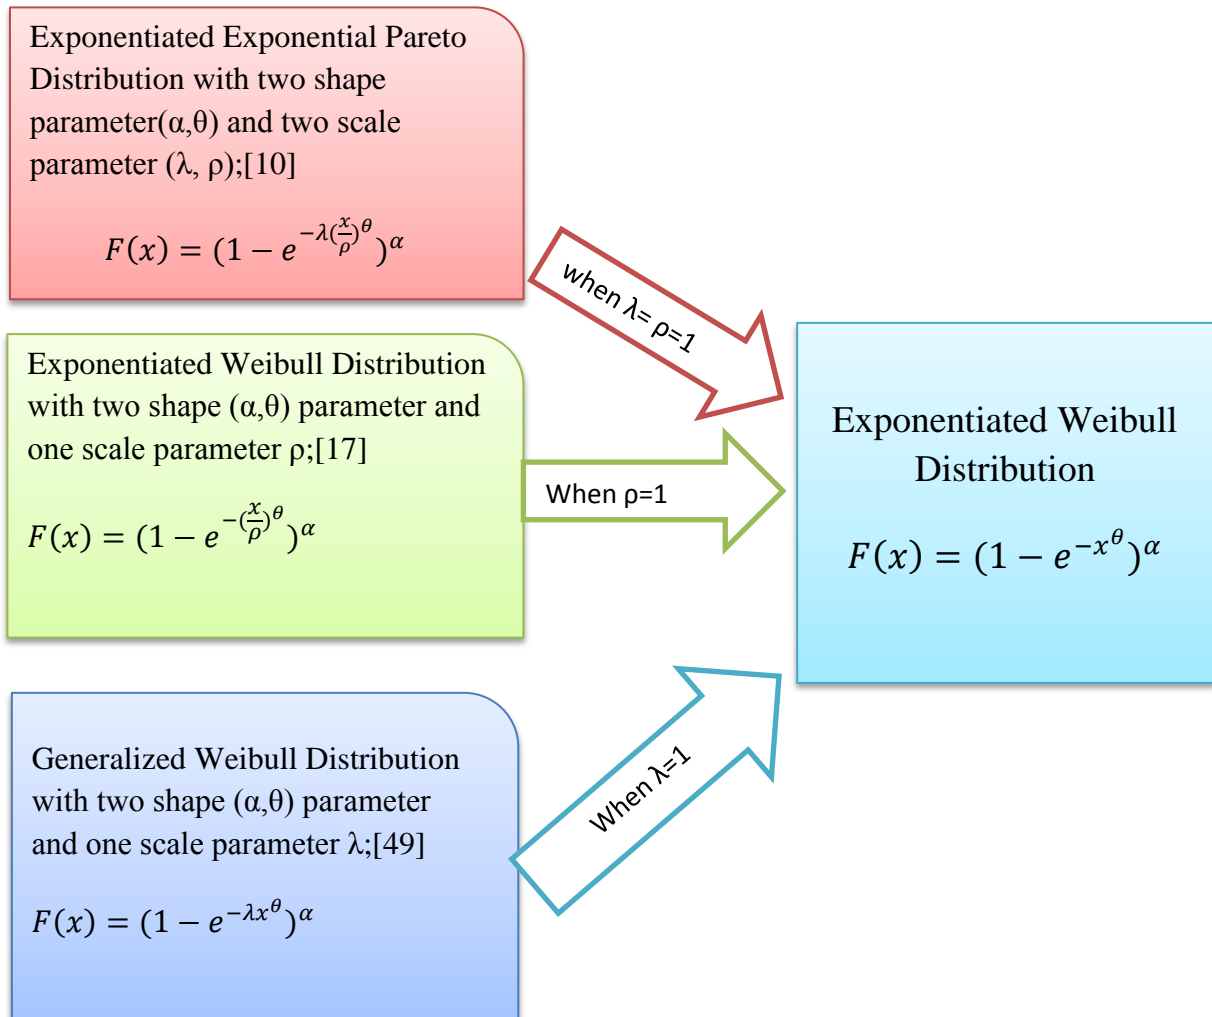 Exponentiated Exponential Pareto
Distribution with two shape
parameter(α,θ) and two scale
parameter (λ, ρ);[10]
F(x) = (1 − e^{−λ(\frac{x}{ρ})^θ})^α
when λ= ρ=1
Exponentiated Weibull Distribution
with two shape (α,θ) parameter and
one scale parameter ρ;[17]
F(x) = (1 − e^{−(\frac{x}{ρ})^θ})^α
When ρ=1
Generalized Weibull Distribution
with two shape (α,θ) parameter
and one scale parameter λ;[49]
F(x) = (1 − e^{−λx^θ})^α
When λ=1
Exponentiated Weibull
Distribution
F(x) = (1 − e^{−x^θ})^α